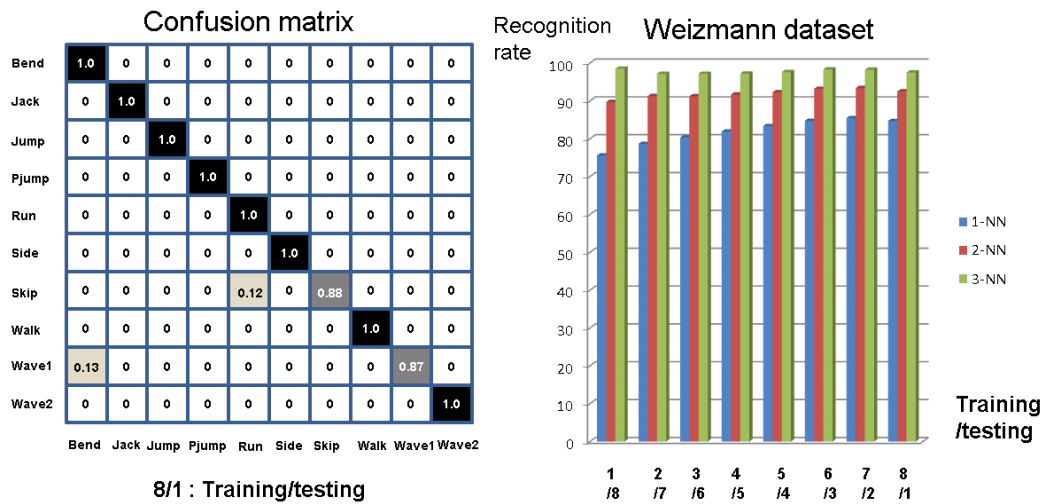 Confusion matrix
Bend 1.0 0 0 0 0 0 0 0 0 0
Jack 0 1.0 0 0 0 0 0 0 0 0
Jump 0 0 1.0 0 0 0 0 0 0 0
Pjump 0 0 0 1.0 0 0 0 0 0 0
Run 0 0 0 0 1.0 0 0 0 0 0
Side 0 0 0 0 0 1.0 0 0 0 0
Skip 0 0 0 0 0.12 0 0.88 0 0 0
Walk 0 0 0 0 0 0 0 1.0 0 0
Wave1 0.13 0 0 0 0 0 0 0 0.87 0
Wave2 0 0 0 0 0 0 0 0 0 1.0
Bend Jack Jump Pjump Run Side Skip Walk Wave1 Wave2
8/1 : Training/testing
Recognition
rate
Weizmann dataset
100
90
80
70
60
50
40
30
20
10
0
1-NN
2-NN
3-NN
Training
/testing
1 2 3 4 5 6 7 8
/8 /7 /6 /5 /4 /3 /2 /1